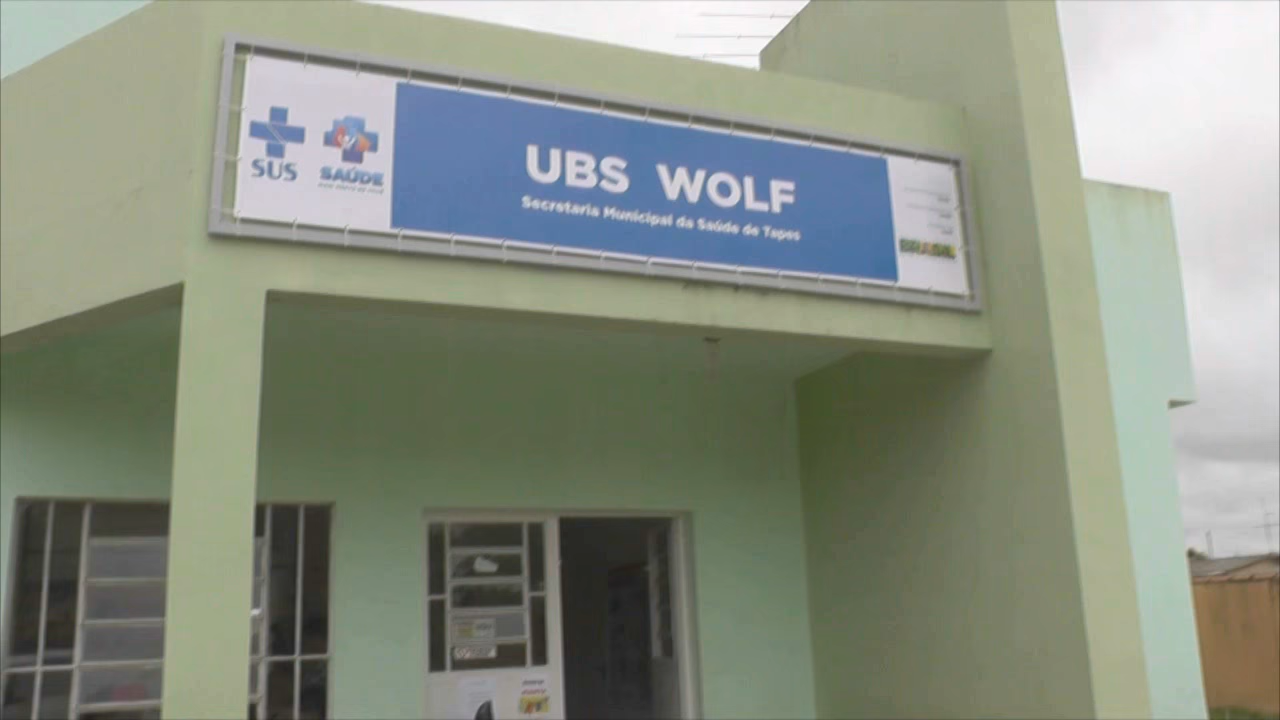 SUS
SAÚDE
UBS WOLF
Secretaria Municipal da Saúde de Tapes
BRASIL